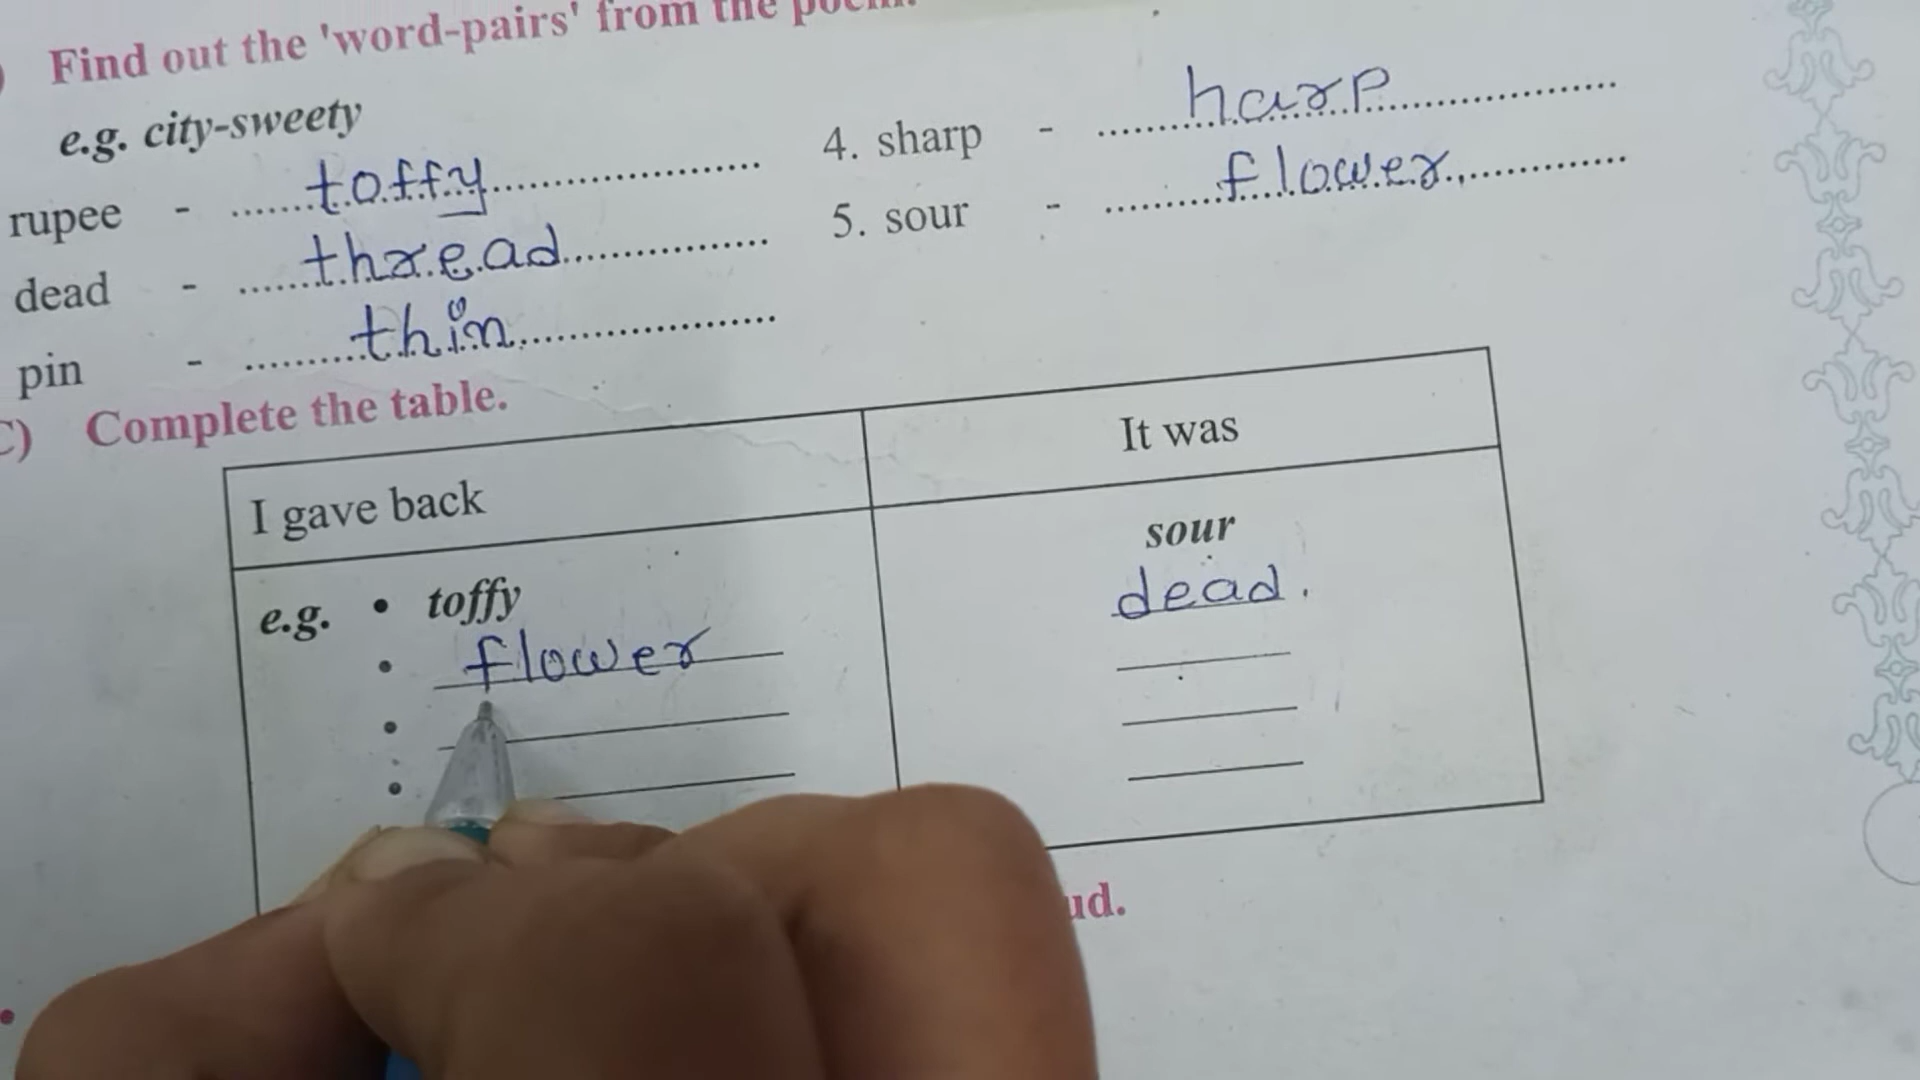 ) Find out the 'word-pairs' from the poem.
e.g. city-sweety
rupee - toffy
dead - thread
pin - thin
4. sharp - harp
5. sour - flower
C) Complete the table.
I gave back It was
e.g. • toffy sour
• flower dead.
•
•
ud.